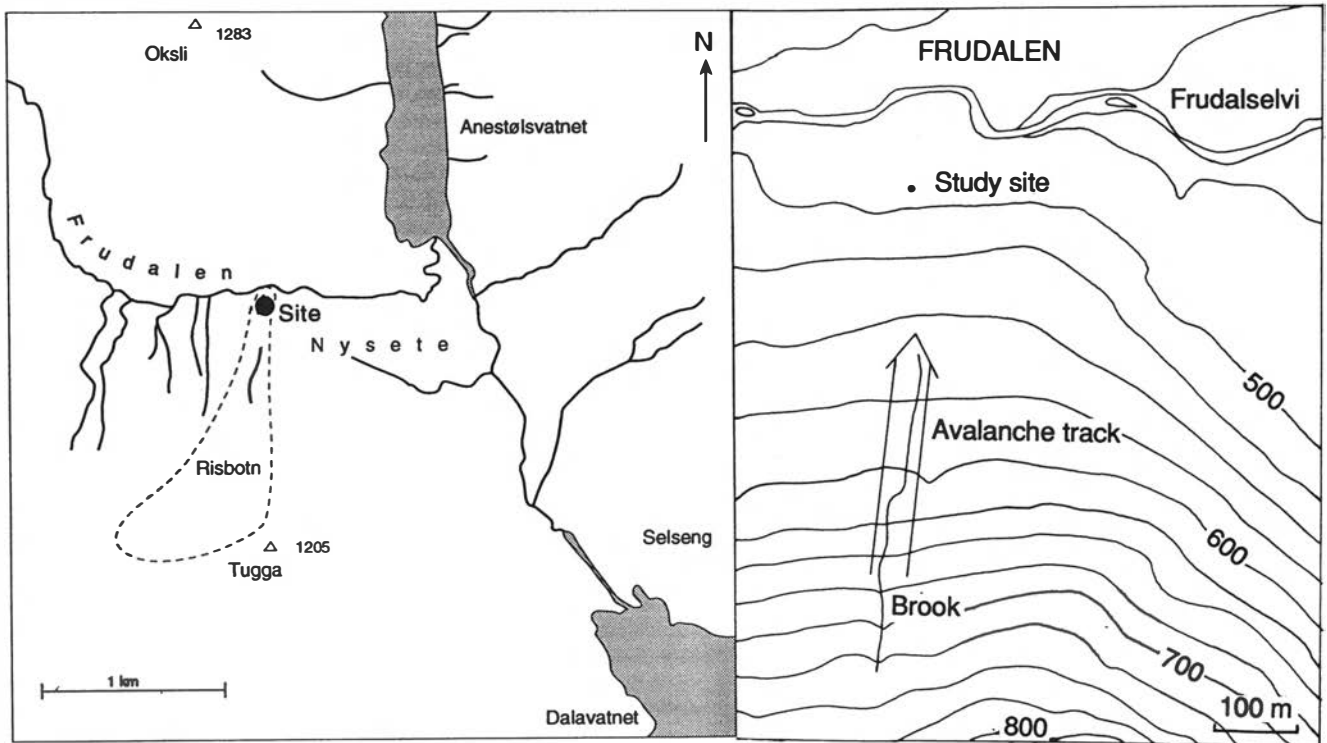 1283
Oksli
N
Anestølsvatnet
Frudalen
Site
Nysete
Risbotn
1205
Tugga
Selseng
1 km
Dalavatnet
FRUDALEN
Frudalselvi
Study site
500
Avalanche track
600
Brook
700
100 m
800